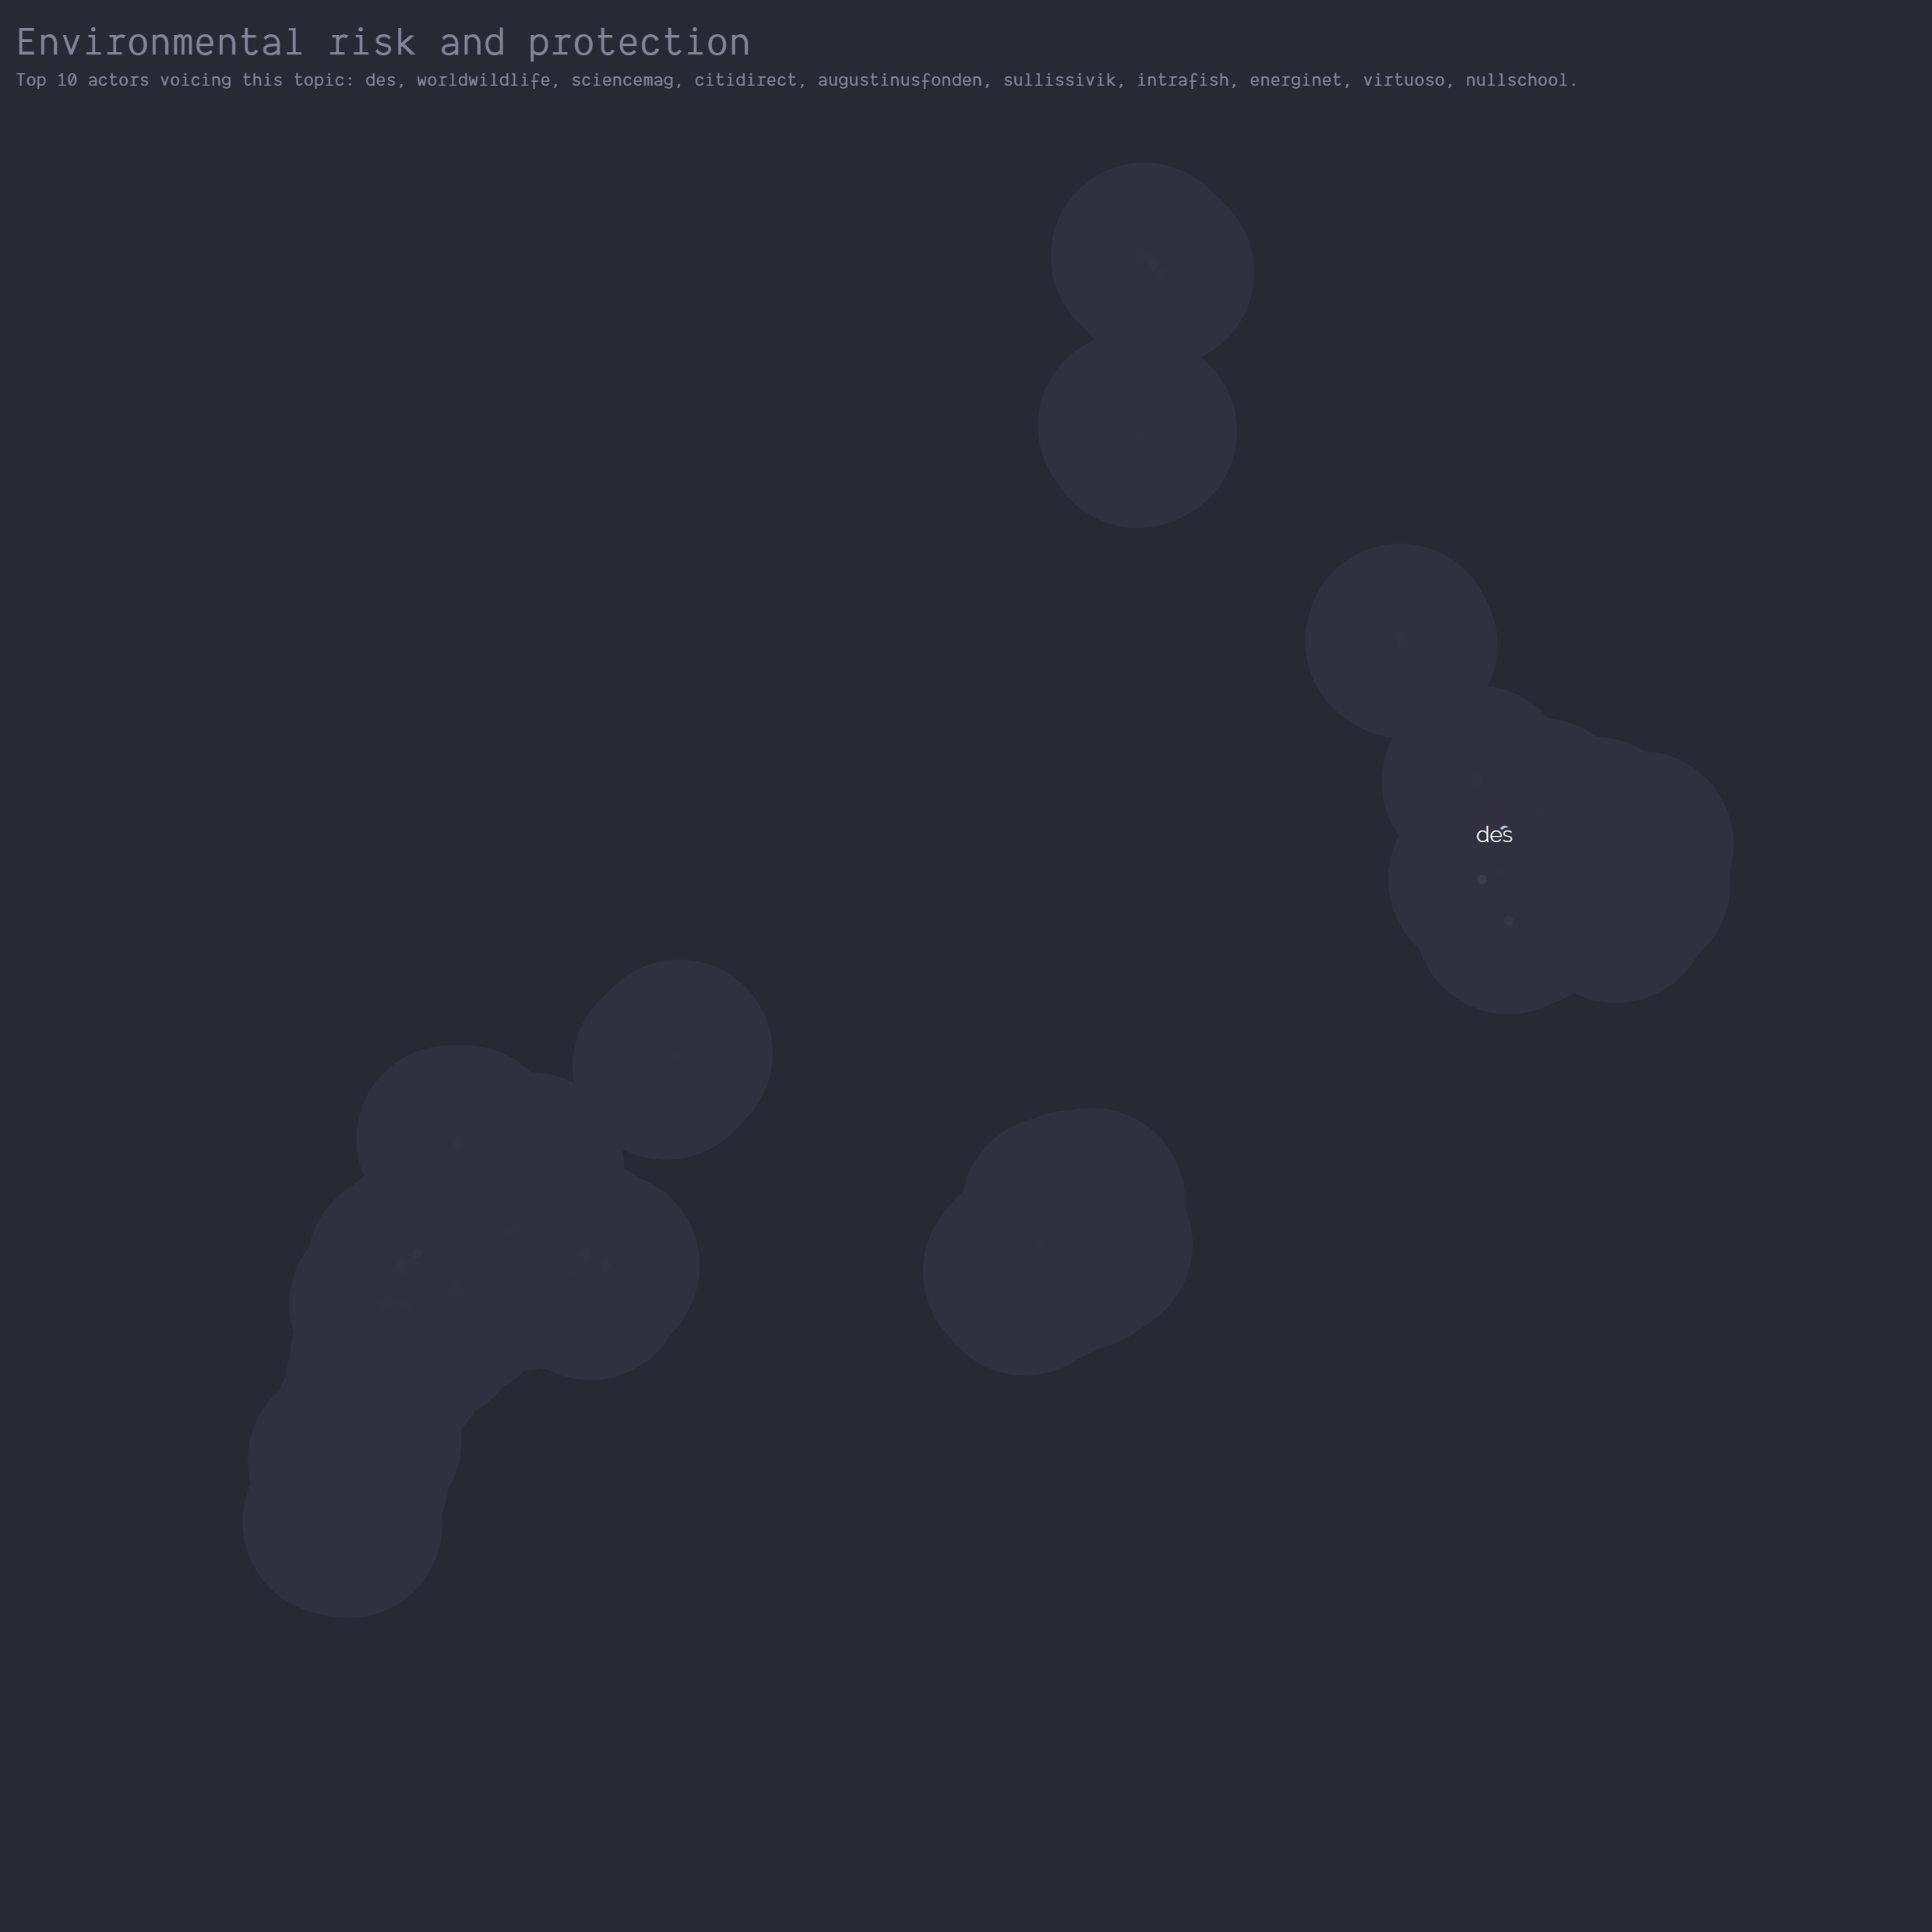 Environmental risk and protection
Top 10 actors voicing this topic: des, worldwildlife, sciencemag, citidirect, augustinusfonden, sullissivik, intrafish, energinet, virtuoso, nullschool.
des